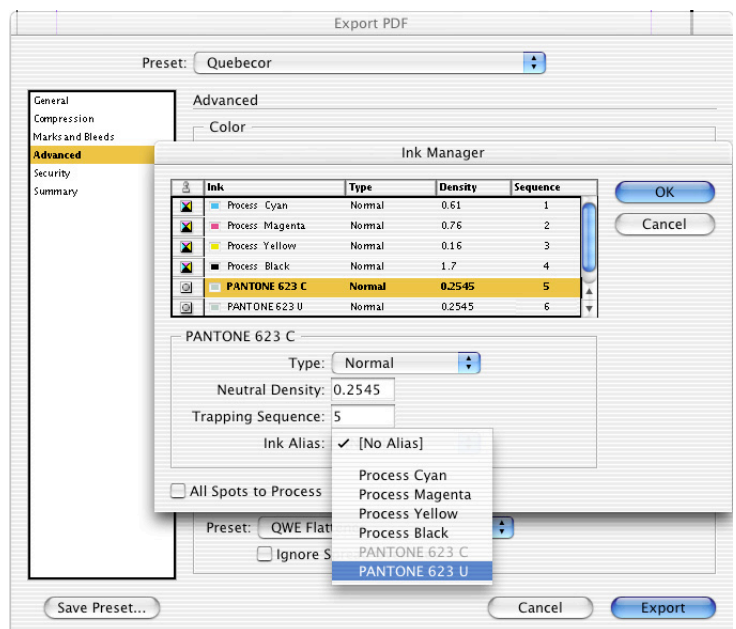 Export PDF
Preset: Quebecor
General
Compression
Marks and Bleeds
Advanced
Security
Summary
Advanced
Color
Ink Manager
Ink Type Density Sequence
Process Cyan Normal 0.61 1
Process Magenta Normal 0.76 2
Process Yellow Normal 0.16 3
Process Black Normal 1.7 4
PANTONE 623 C Normal 0.2545 5
PANTONE 623 U Normal 0.2545 6
OK
Cancel
PANTONE 623 C
Type: Normal
Neutral Density: 0.2545
Trapping Sequence: 5
Ink Alias: ✓ [No Alias]
Process Cyan
Process Magenta
Process Yellow
Process Black
PANTONE 623 C
PANTONE 623 U
All Spots to Process
Preset: QWE
Ignore
Save Preset...
Cancel
Export